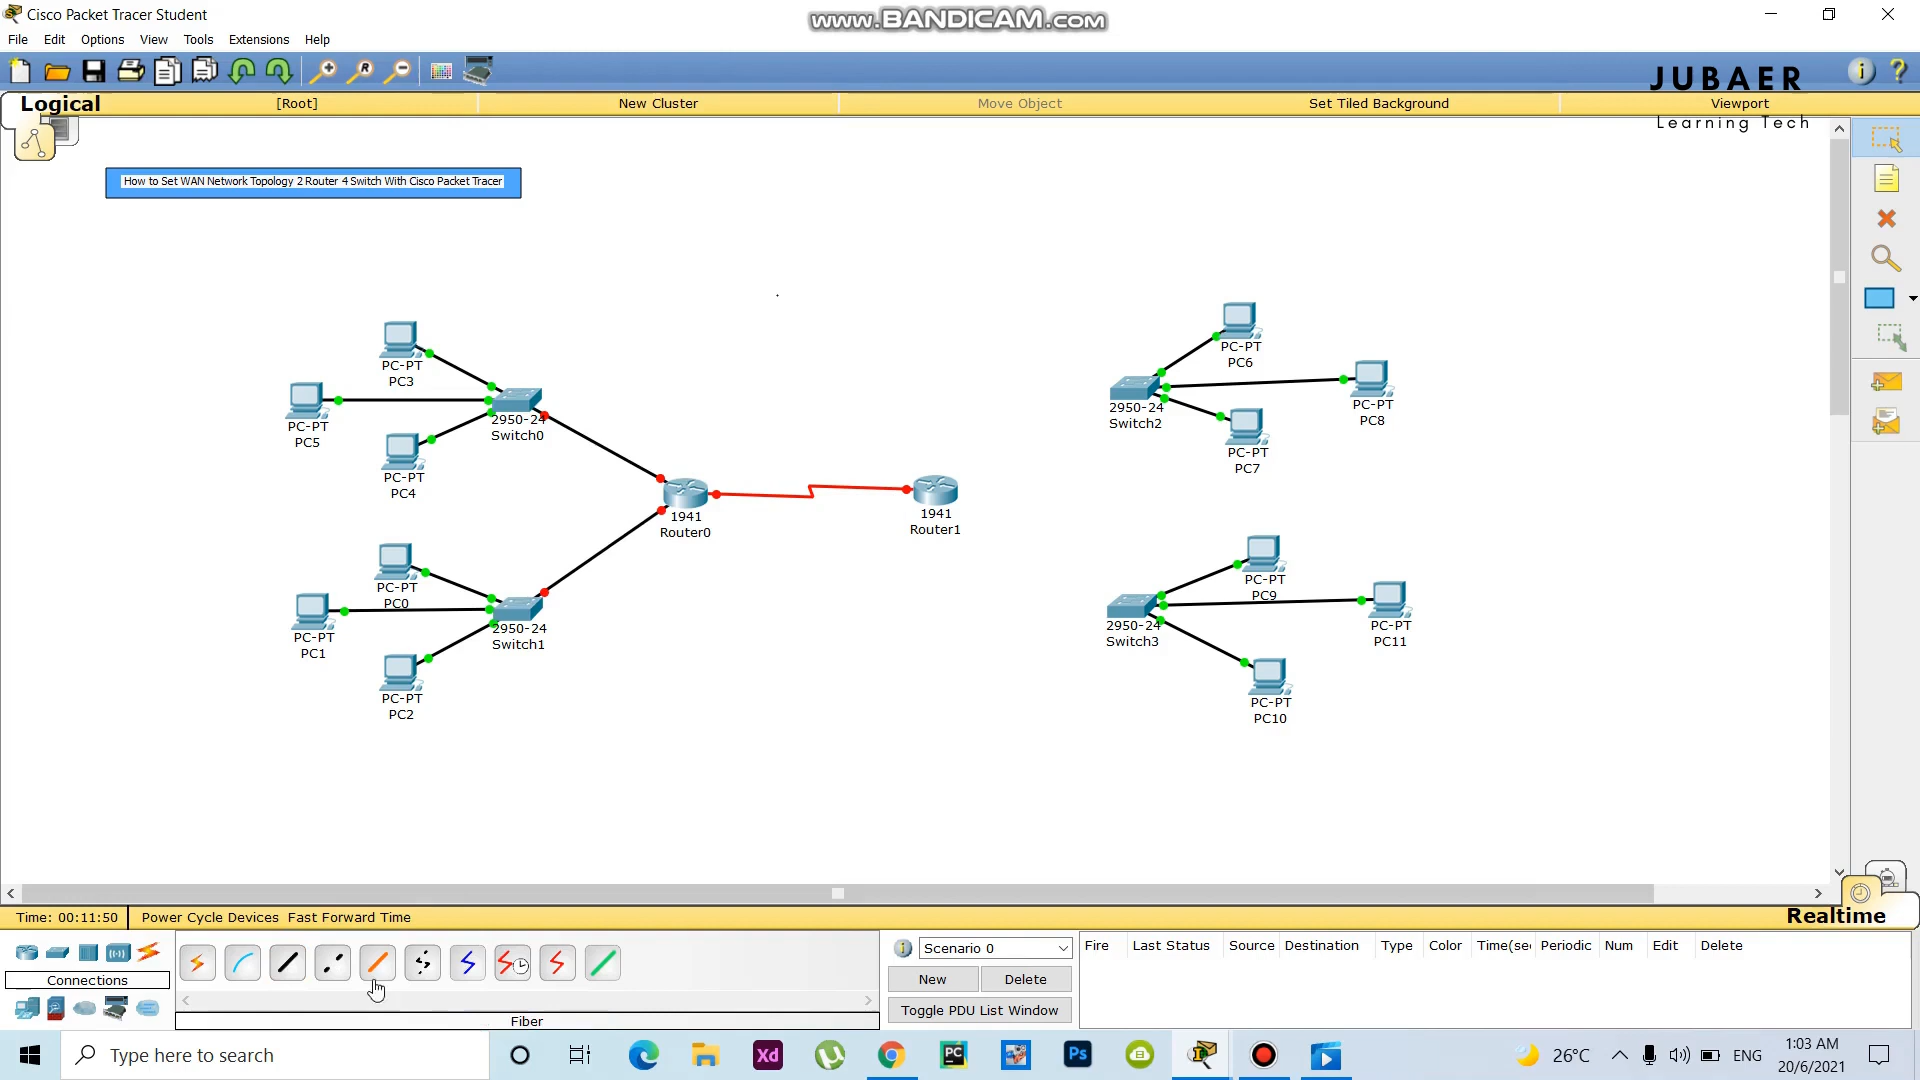 Cisco Packet Tracer Student
www.BANDICAM.com
File Edit Options View Tools Extensions Help
JUBAER
Learning Tech
Logical [Root] New Cluster Move Object Set Tiled Background Viewport
How to Set WAN Network Topology 2 Router 4 Switch With Cisco Packet Tracer
PC-PT
PC3
PC-PT
PC5
2950-24
Switch0
PC-PT
PC4
1941
Router0
1941
Router1
PC-PT
PC0
PC-PT
PC1
2950-24
Switch1
PC-PT
PC2
PC-PT
PC6
2950-24
Switch2
PC-PT
PC8
PC-PT
PC7
PC-PT
PC9
2950-24
Switch3
PC-PT
PC11
PC-PT
PC10
Time: 00:11:50 Power Cycle Devices Fast Forward Time
Realtime
Connections
Fiber
Scenario 0
New Delete
Toggle PDU List Window
Fire Last Status Source Destination Type Color Time(se Periodic Num Edit Delete
Type here to search
26°C
ENG
1:03 AM
20/6/2021